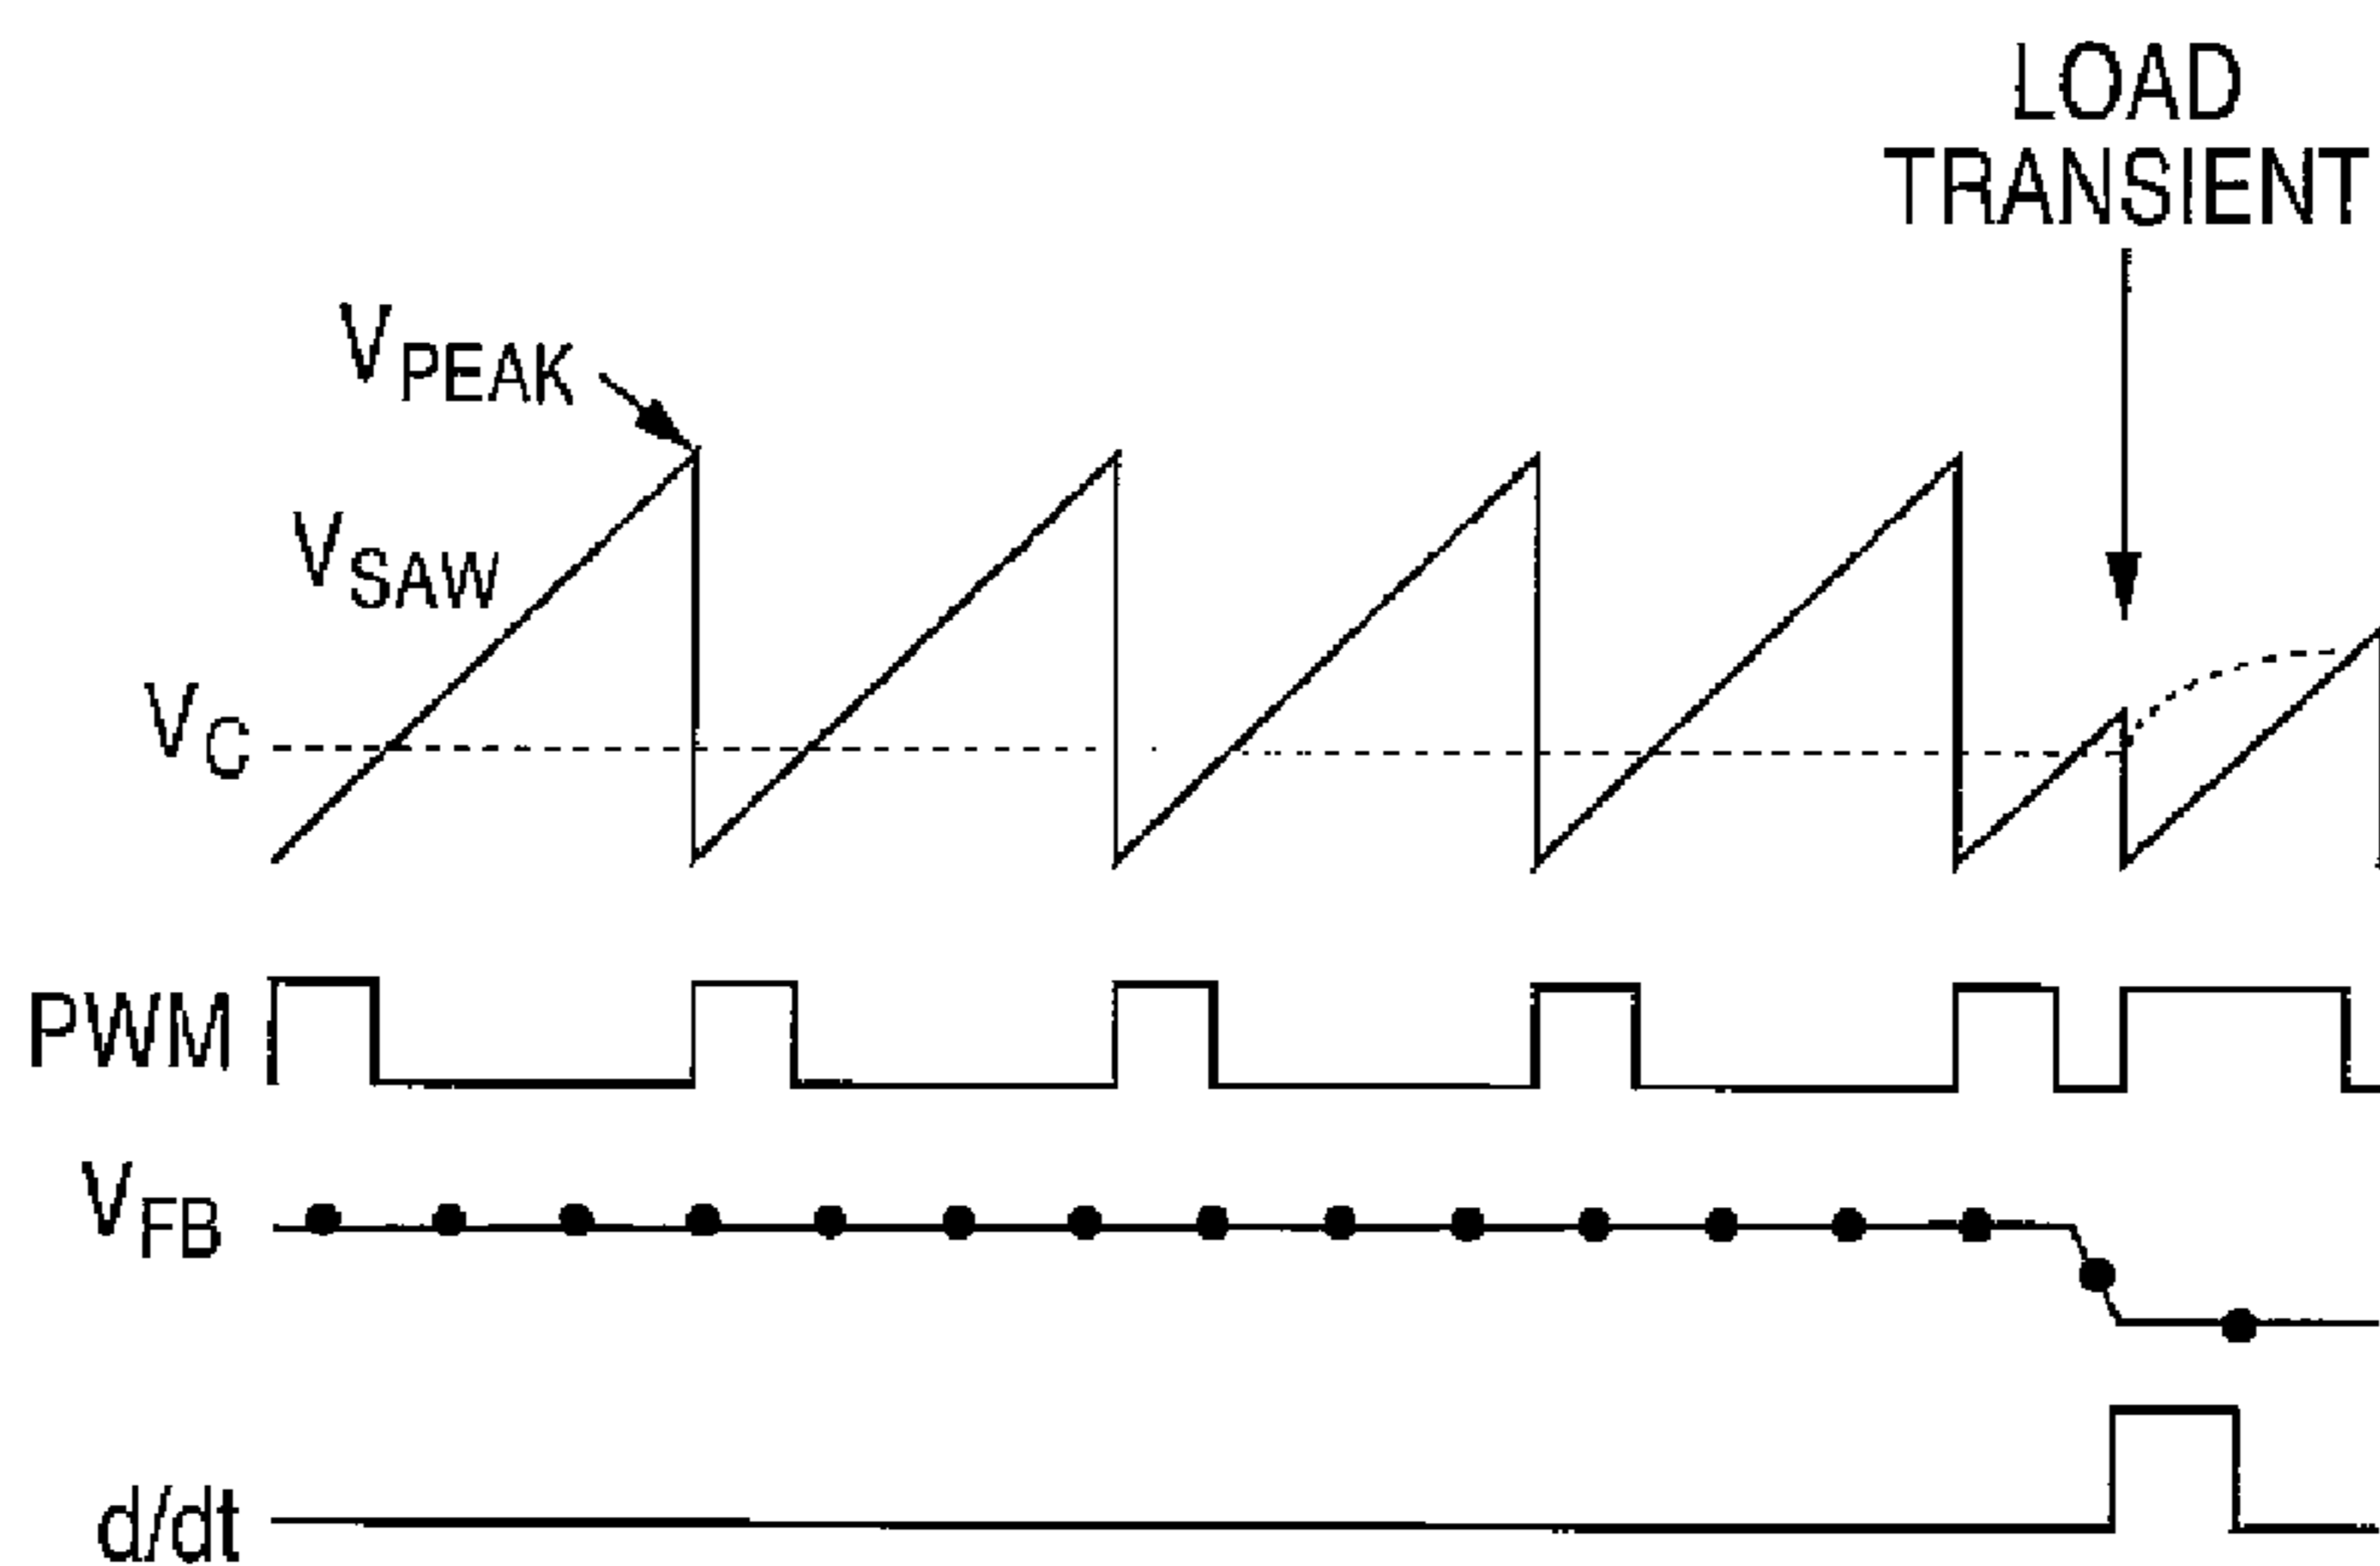 LOAD
TRANSIENT
VPEAK
VSAW
VC
PWM
VFB
d/dt